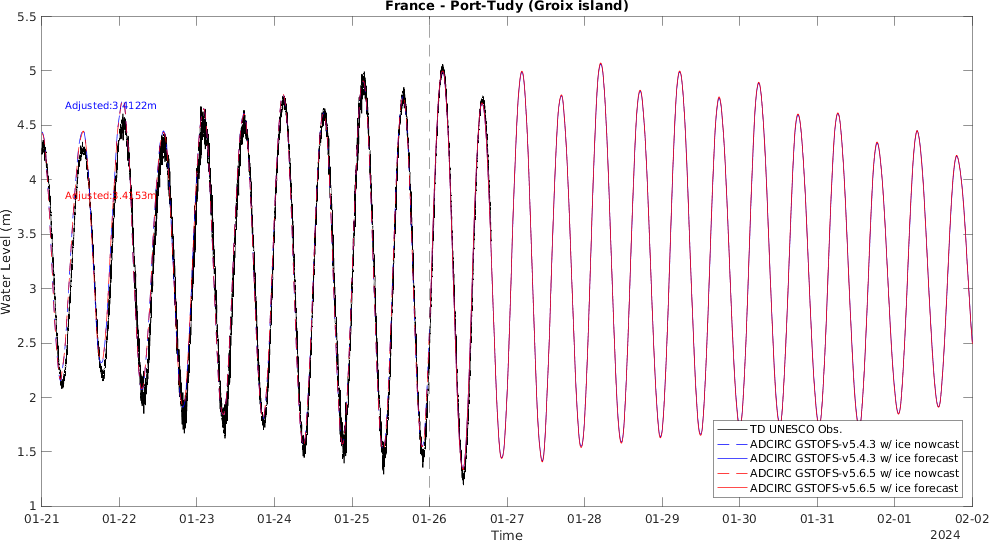 France - Port-Tudy (Groix island)
5.5
5
4.5
4
3.5
3
2.5
2
1.5
1
Water Level (m)
Adjusted:3.4122m
Adjusted:3.4153m
TD UNESCO Obs.
ADCIRC GSTOFS-v5.4.3 w/ ice nowcast
ADCIRC GSTOFS-v5.4.3 w/ ice forecast
ADCIRC GSTOFS-v5.6.5 w/ ice nowcast
ADCIRC GSTOFS-v5.6.5 w/ ice forecast
01-21 01-22 01-23 01-24 01-25 01-26 01-27 01-28 01-29 01-30 01-31 02-01 02-02
Time
2024